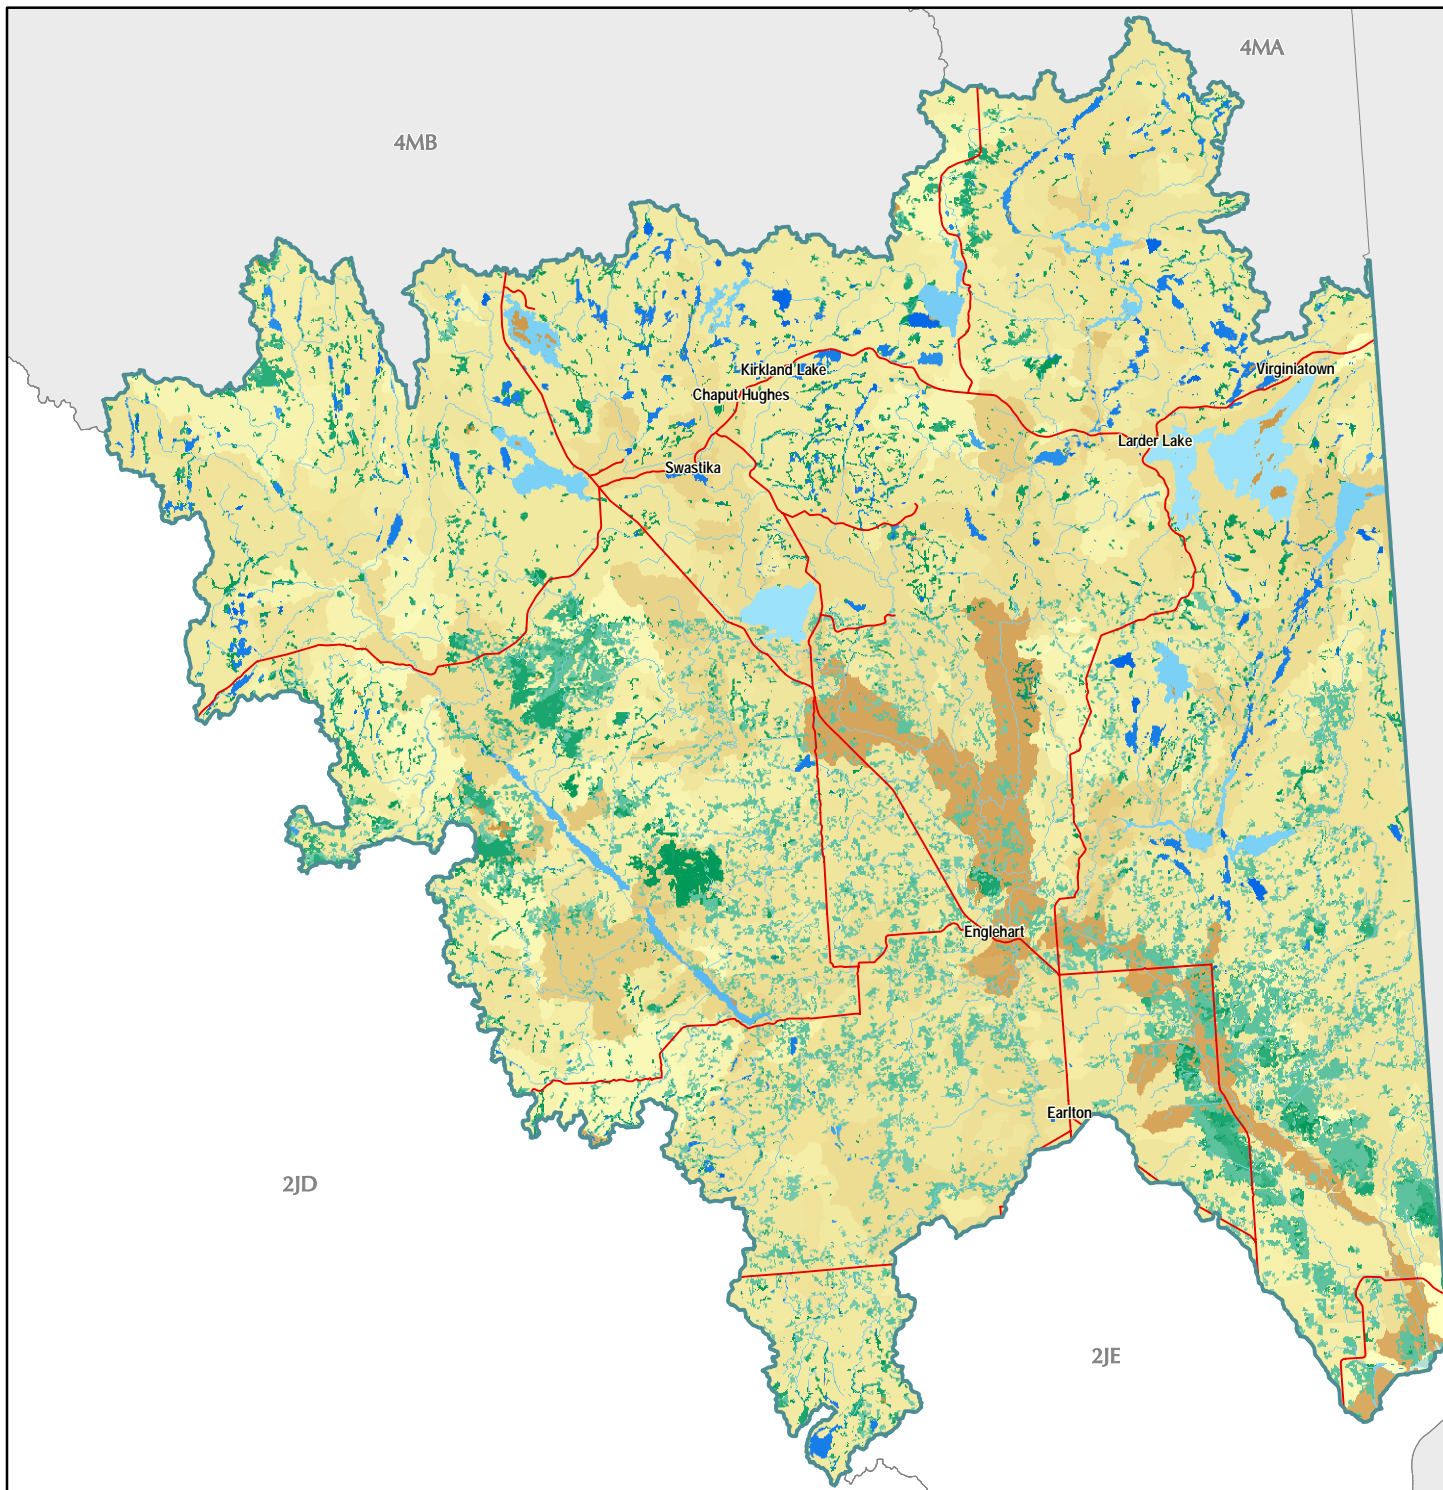 4MA
4MB
Kirkland Lake
Virginiatown
Chaput Hughes
Larder Lake
Swastika
Englehart
Earlton
2JD
2JE